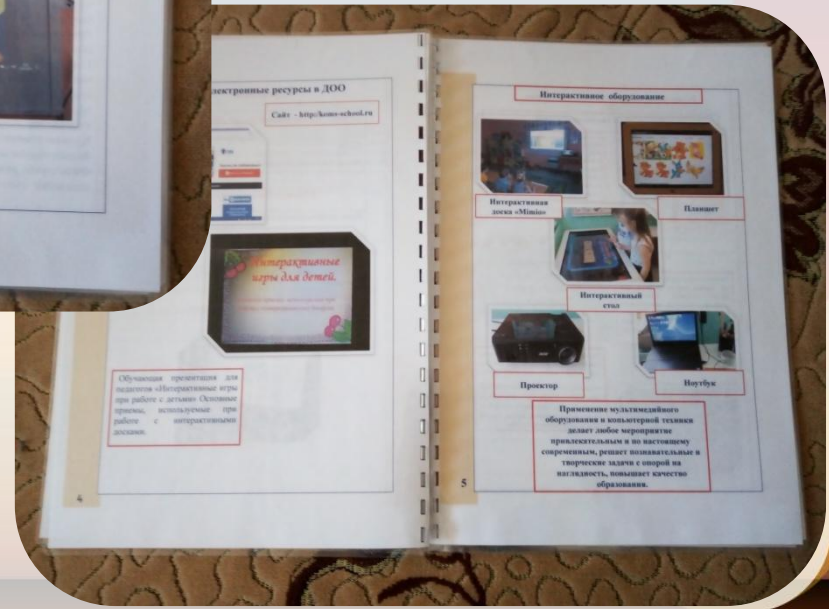 лектронные ресурсы в ДОО
Сайт - http://kemo-school.ru
Интерактивные
игры для детей.
Обучающая презентация для
педагогов «Интерактивные игры
при работе с детьми» Основные
приемы, используемые при
работе с интерактивными
досками.
4
Интерактивное оборудование
Интерактивная
доска «Mimio»
Планшет
Интерактивный
стол
Проектор
Ноутбук
Применение мультимедийного
оборудования и компьютерной техники
делает любое мероприятие
привлекательным и по настоящему
современным, решает познавательные и
творческие задачи с опорой на
наглядность, повышает качество
образования.
5